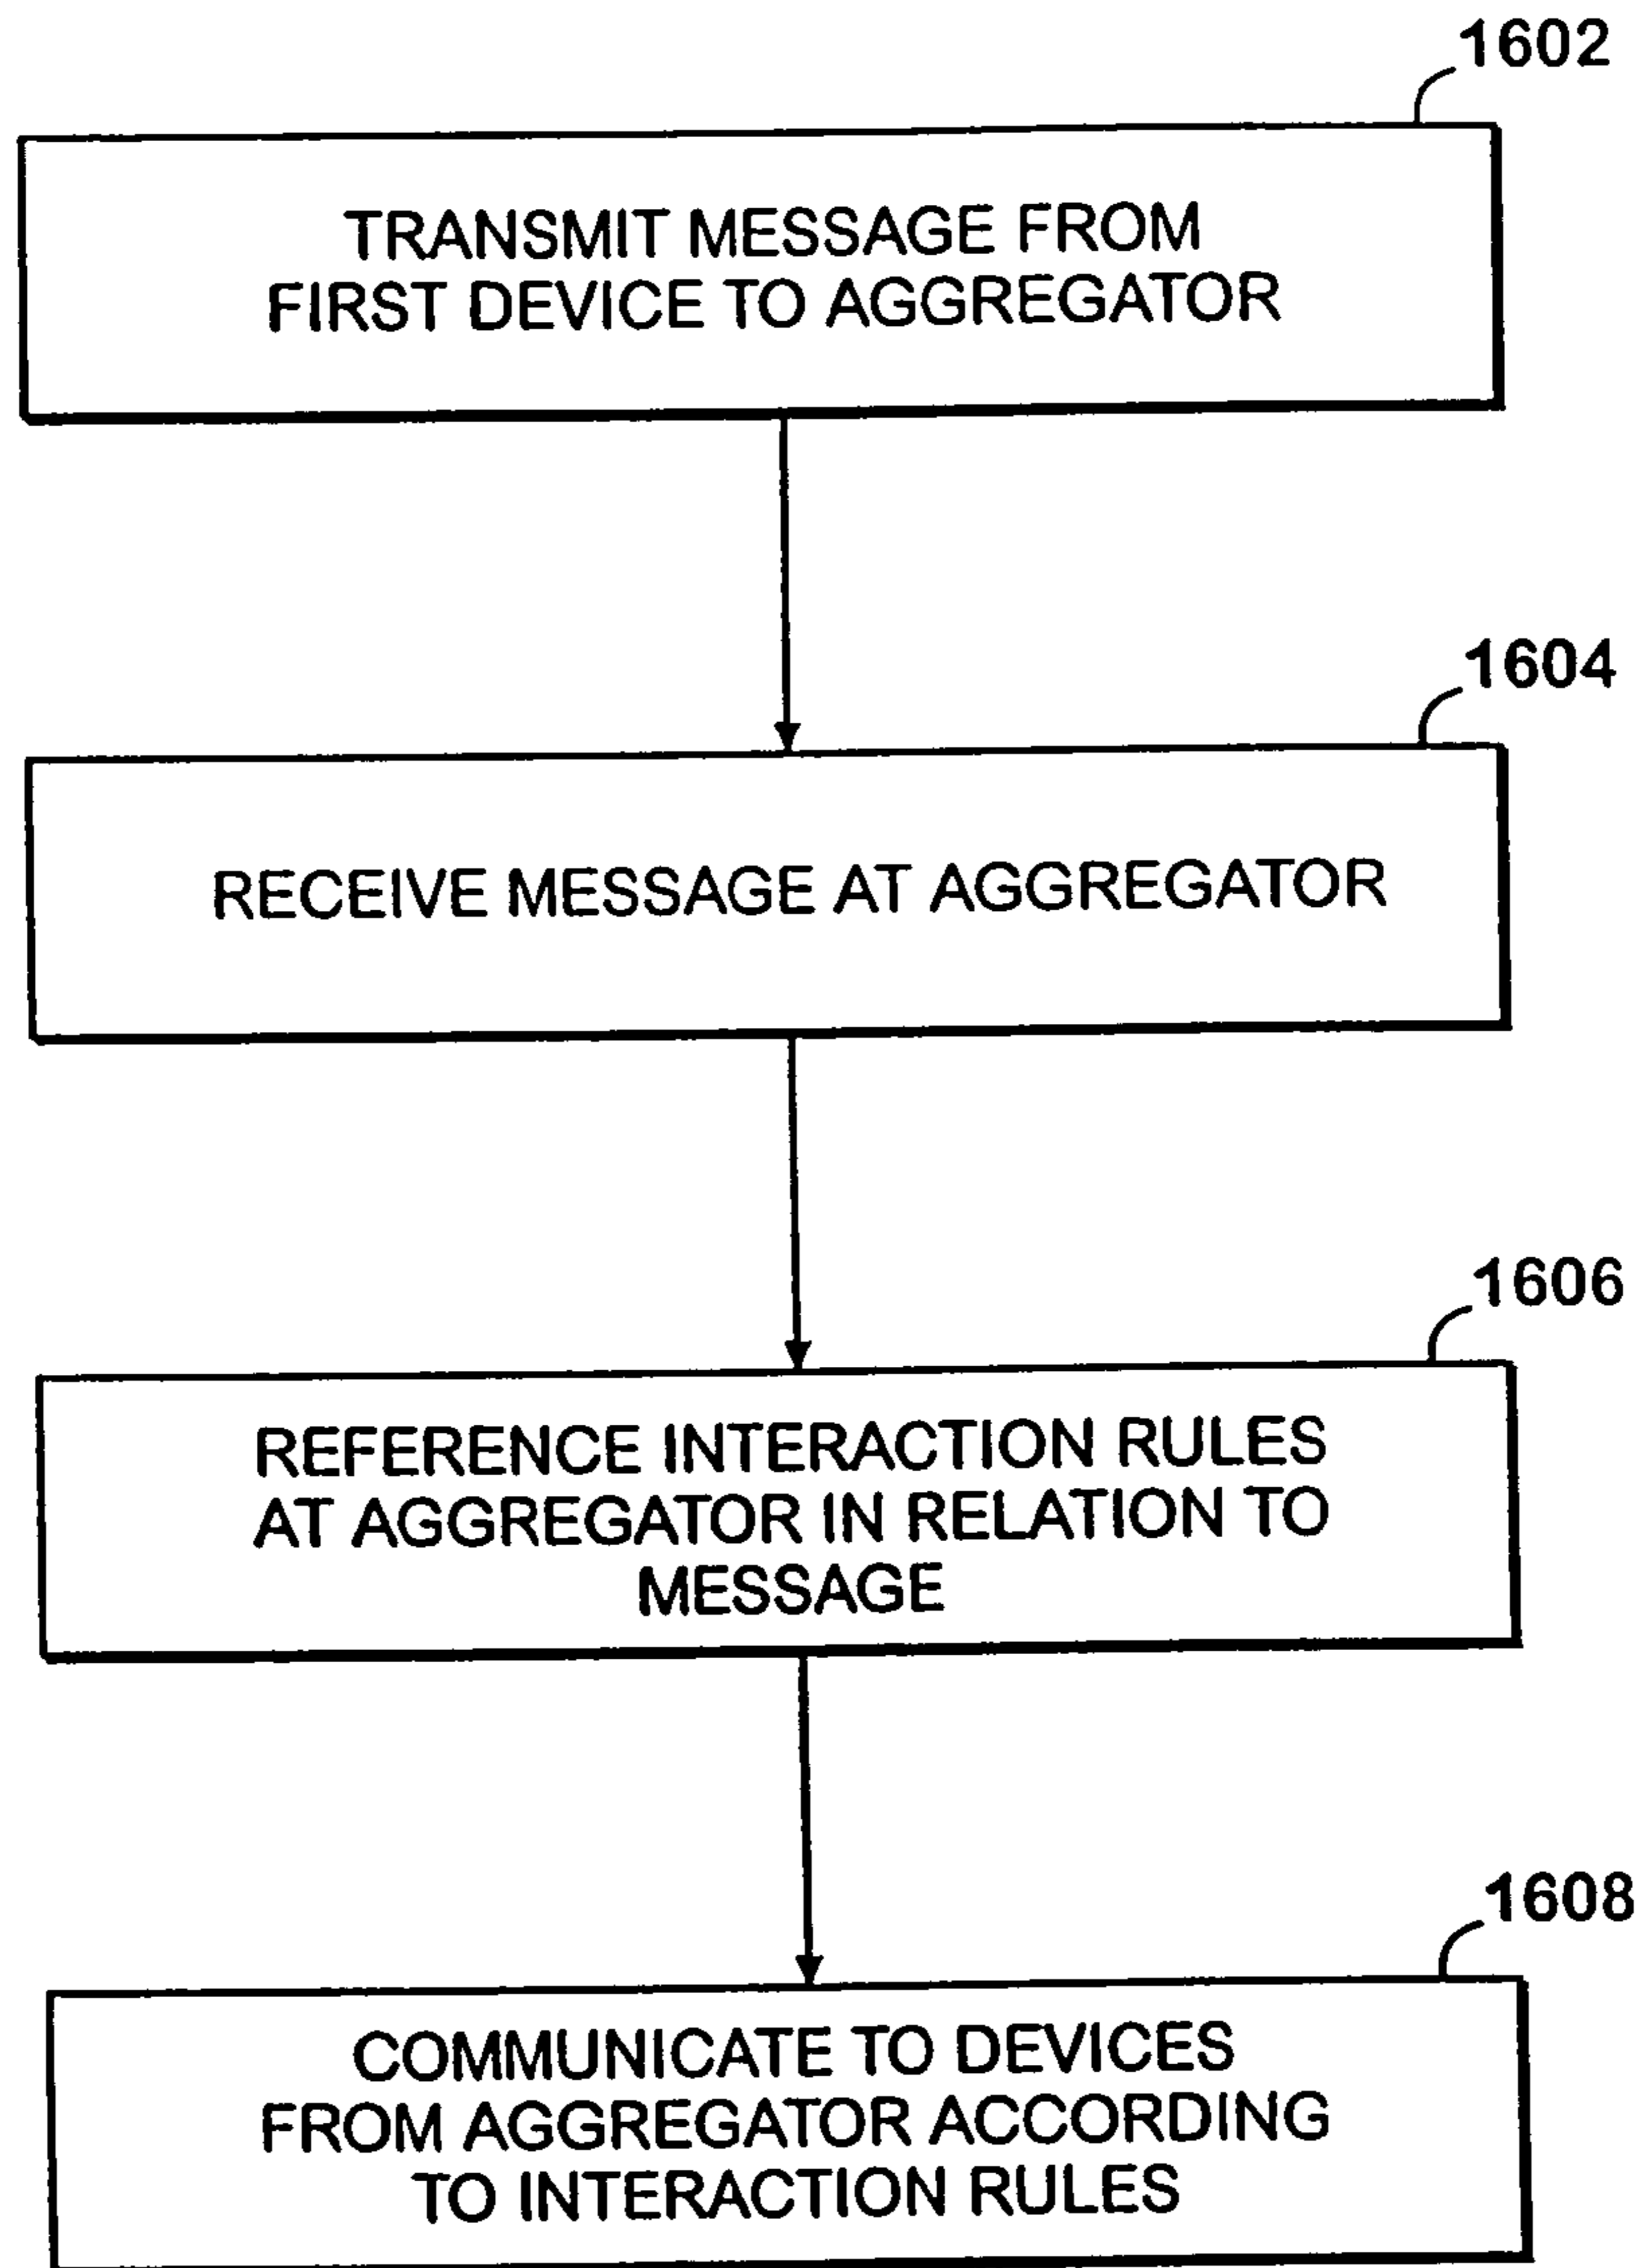 1602
TRANSMIT MESSAGE FROM
FIRST DEVICE TO AGGREGATOR
1604
RECEIVE MESSAGE AT AGGREGATOR
1606
REFERENCE INTERACTION RULES
AT AGGREGATOR IN RELATION TO
MESSAGE
1608
COMMUNICATE TO DEVICES
FROM AGGREGATOR ACCORDING
TO INTERACTION RULES